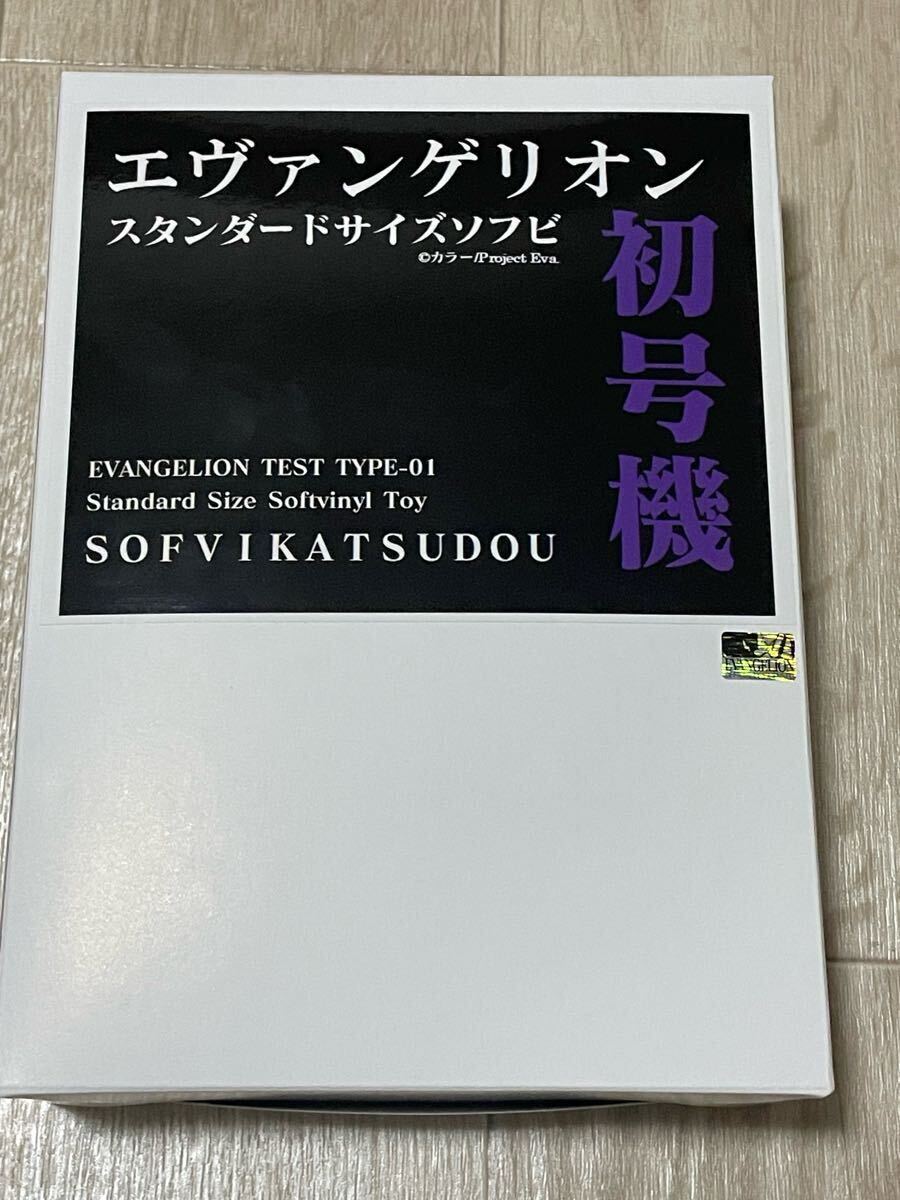 エヴァンゲリオン
スタンダードサイズソフビ
©カラー/Project Eva.
初号機
EVANGELION TEST TYPE-01
Standard Size Softvinyl Toy
SOFVIKATSUDOU
EVANGELION